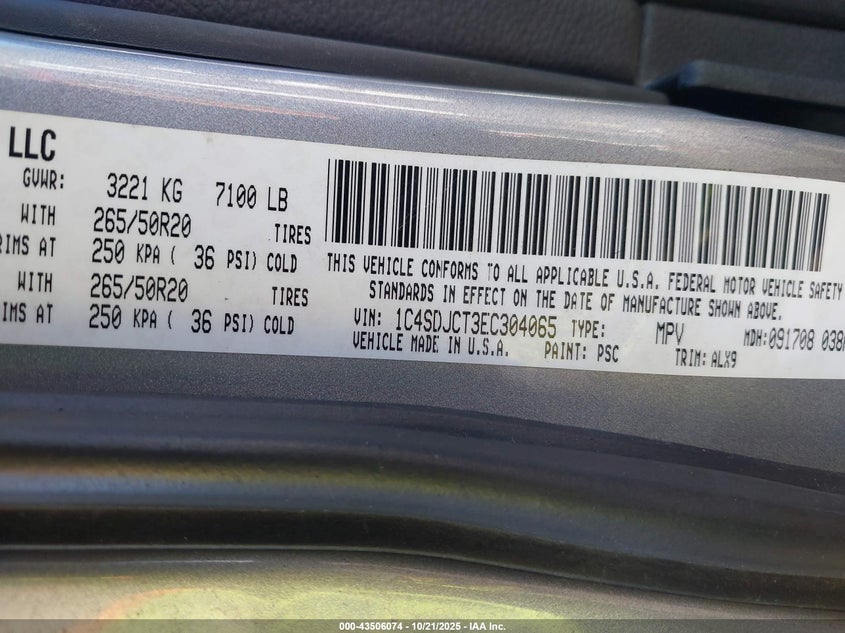 LLC
GVWR: 3221 KG 7100 LB
WITH 265/50R20 TIRES
RIMS AT 250 KPA ( 36 PSI) COLD
WITH 265/50R20 TIRES
IMS AT 250 KPA ( 36 PSI) COLD
THIS VEHICLE CONFORMS TO ALL APPLICABLE U.S.A. FEDERAL MOTOR VEHICLE SAFETY
STANDARDS IN EFFECT ON THE DATE OF MANUFACTURE SHOWN ABOVE.
VIN: 1C4SDJCT3EC304065 TYPE: MPV MDH: 091708 038
VEHICLE MADE IN U.S.A. PAINT: PSC TRIM: ALX9
000-43506074 - 10/21/2025 - IAA Inc.